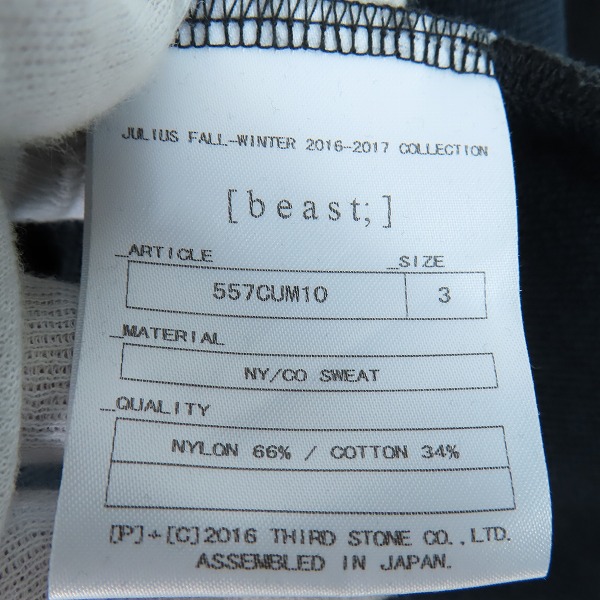 JULIUS FALL-WINTER 2016-2017 COLLECTION
[beast;]
_ARTICLE _SIZE
557CUM10 3
_MATERIAL
NY/CO SWEAT
_QUALITY
NYLON 66% / COTTON 34%
[P]+[C]2016 THIRD STONE CO.,LTD.
ASSEMBLED IN JAPAN.